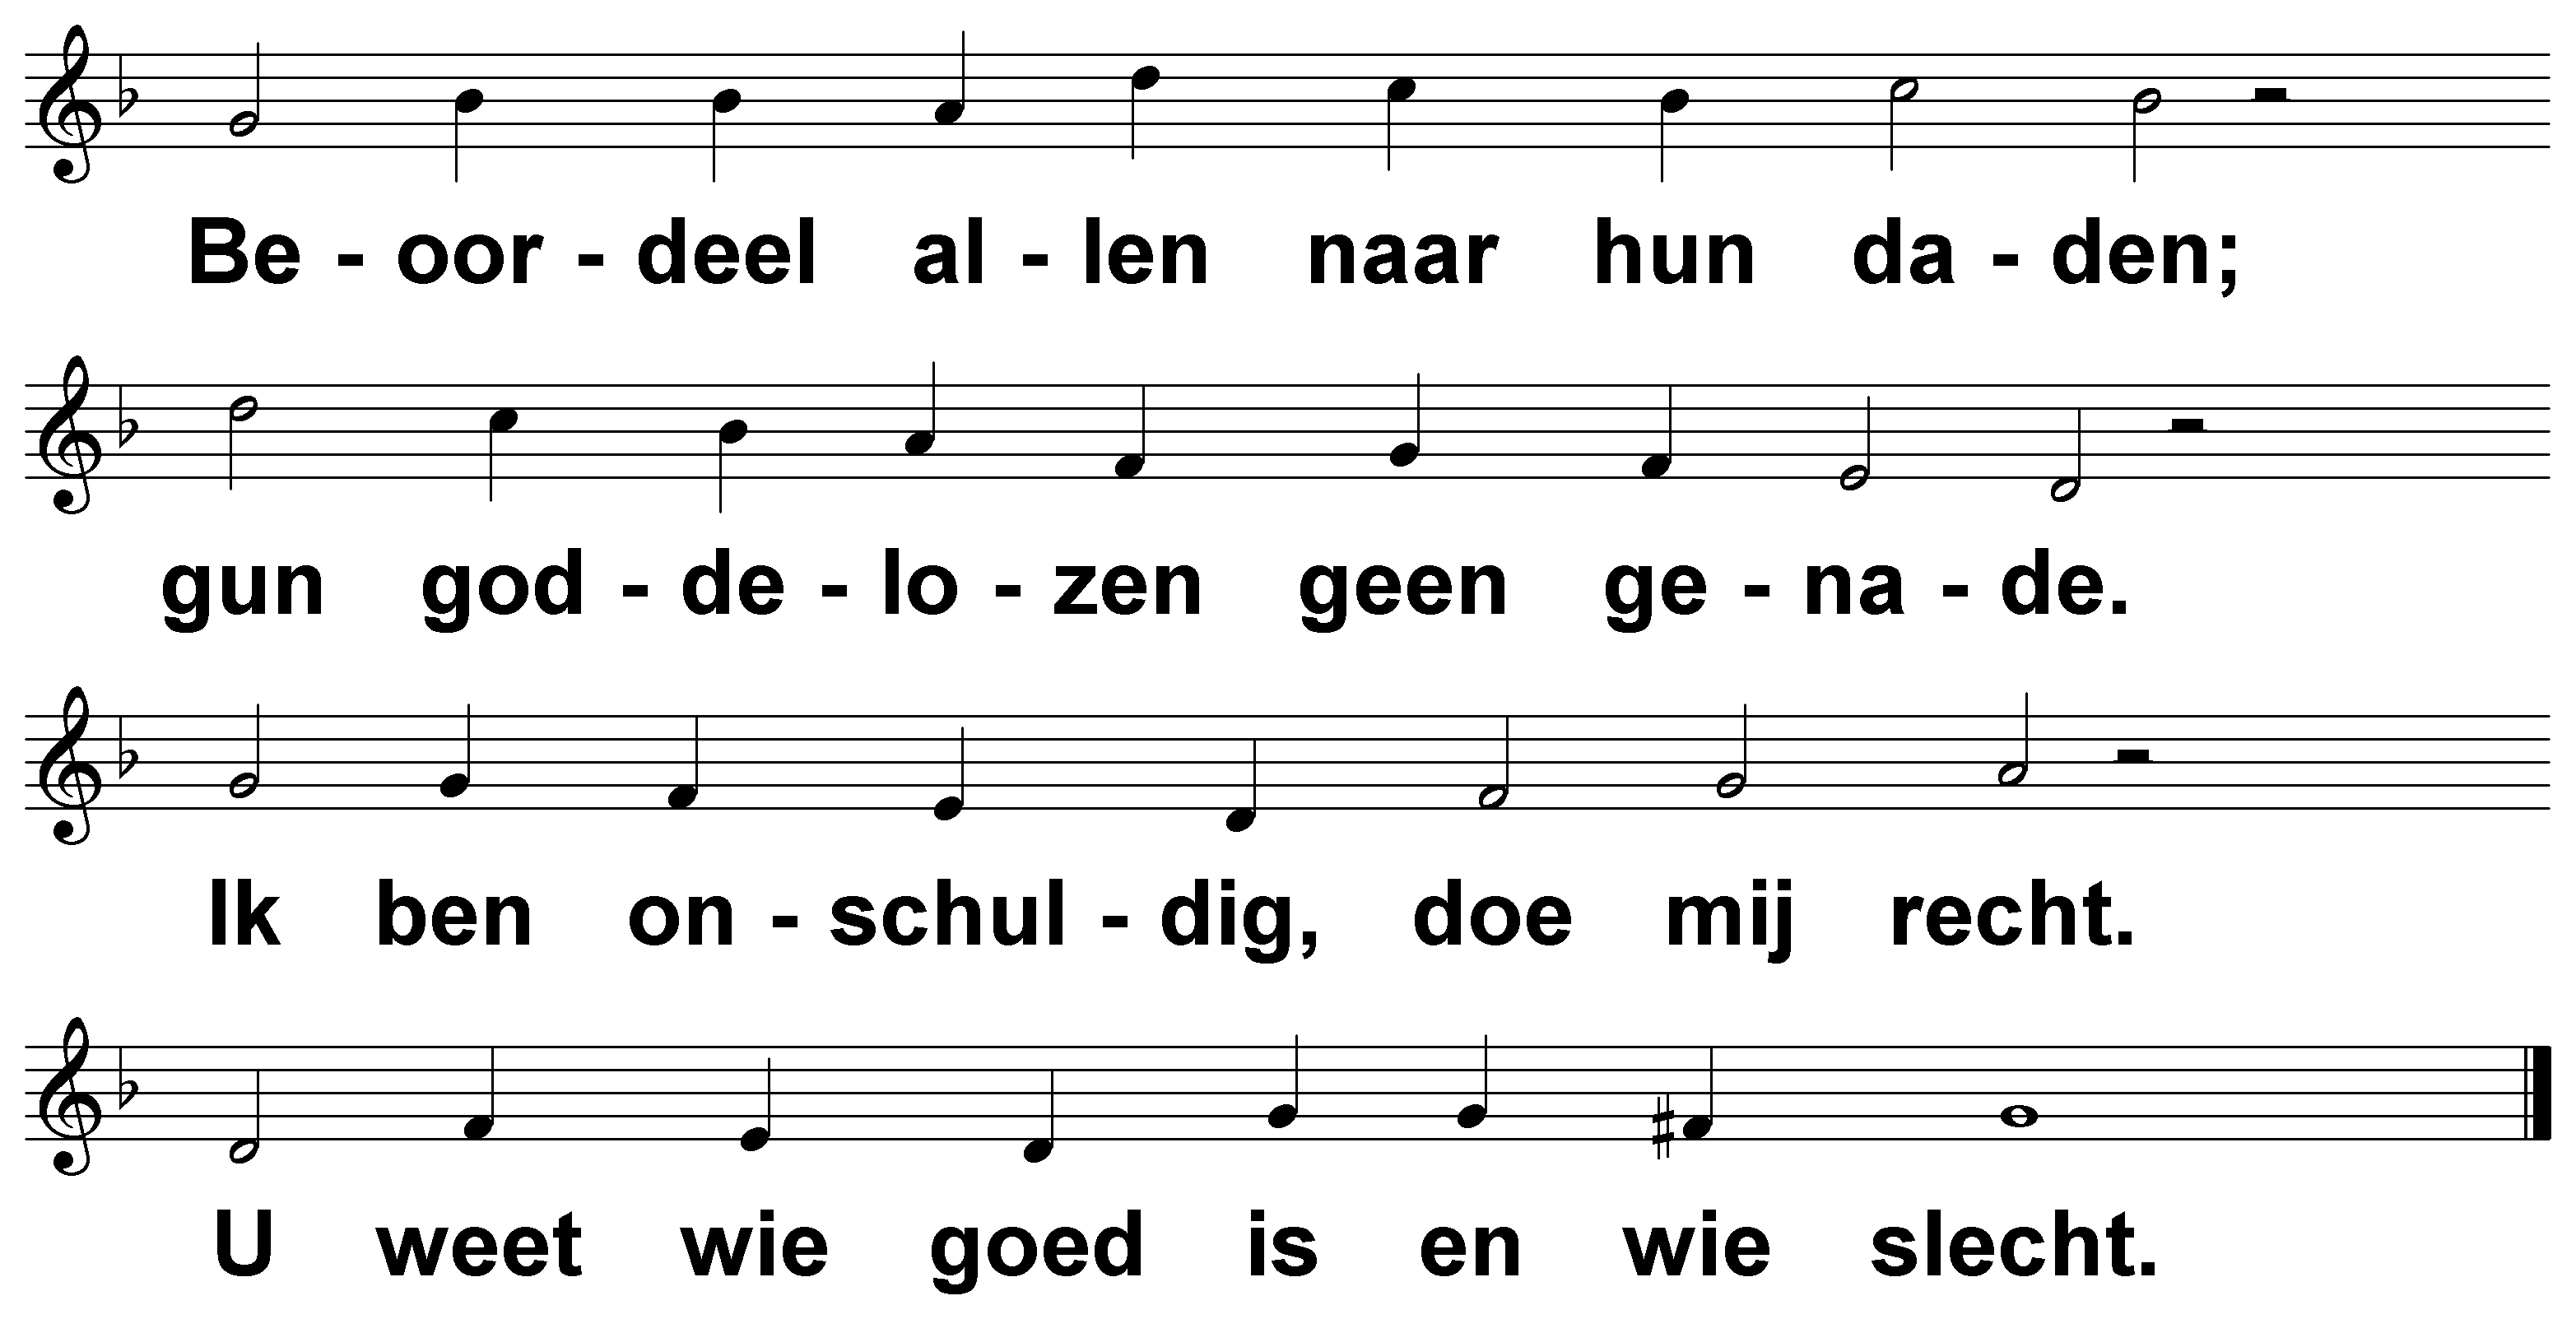 Be - oor - deel al - len naar hun da - den;
gun god - de - lo - zen geen ge - na - de.
Ik ben on - schul - dig, doe mij recht.
U weet wie goed is en wie slecht.